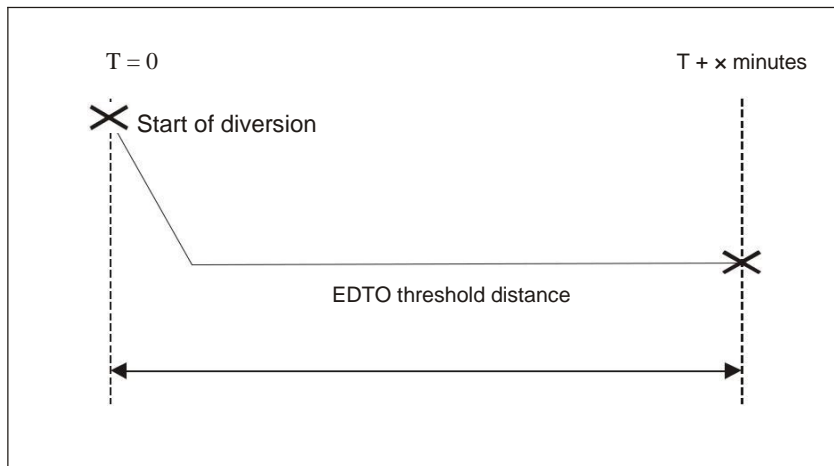 T = 0
T + × minutes
Start of diversion
EDTO threshold distance